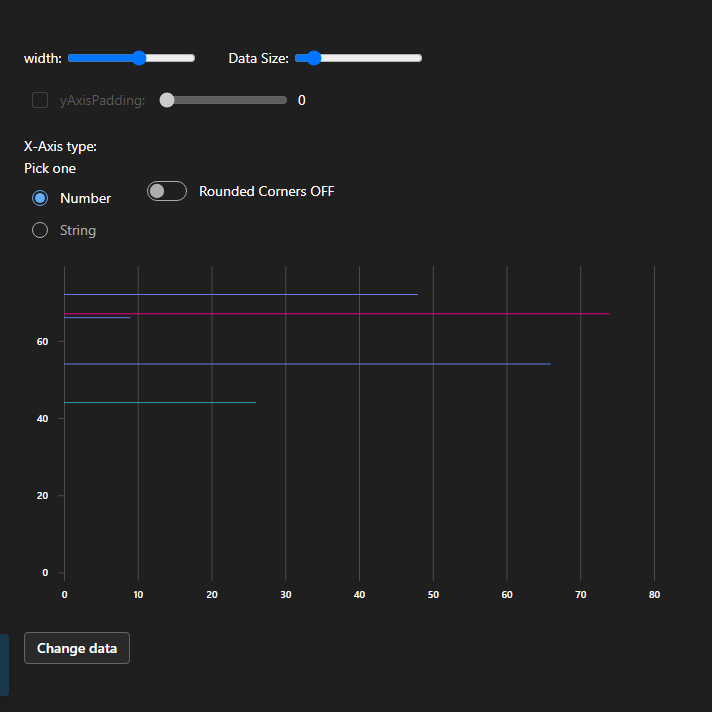 width: Data Size:
yAxisPadding: 0
X-Axis type:
Pick one
Number Rounded Corners OFF
String
60
40
20
0
0 10 20 30 40 50 60 70 80
Change data